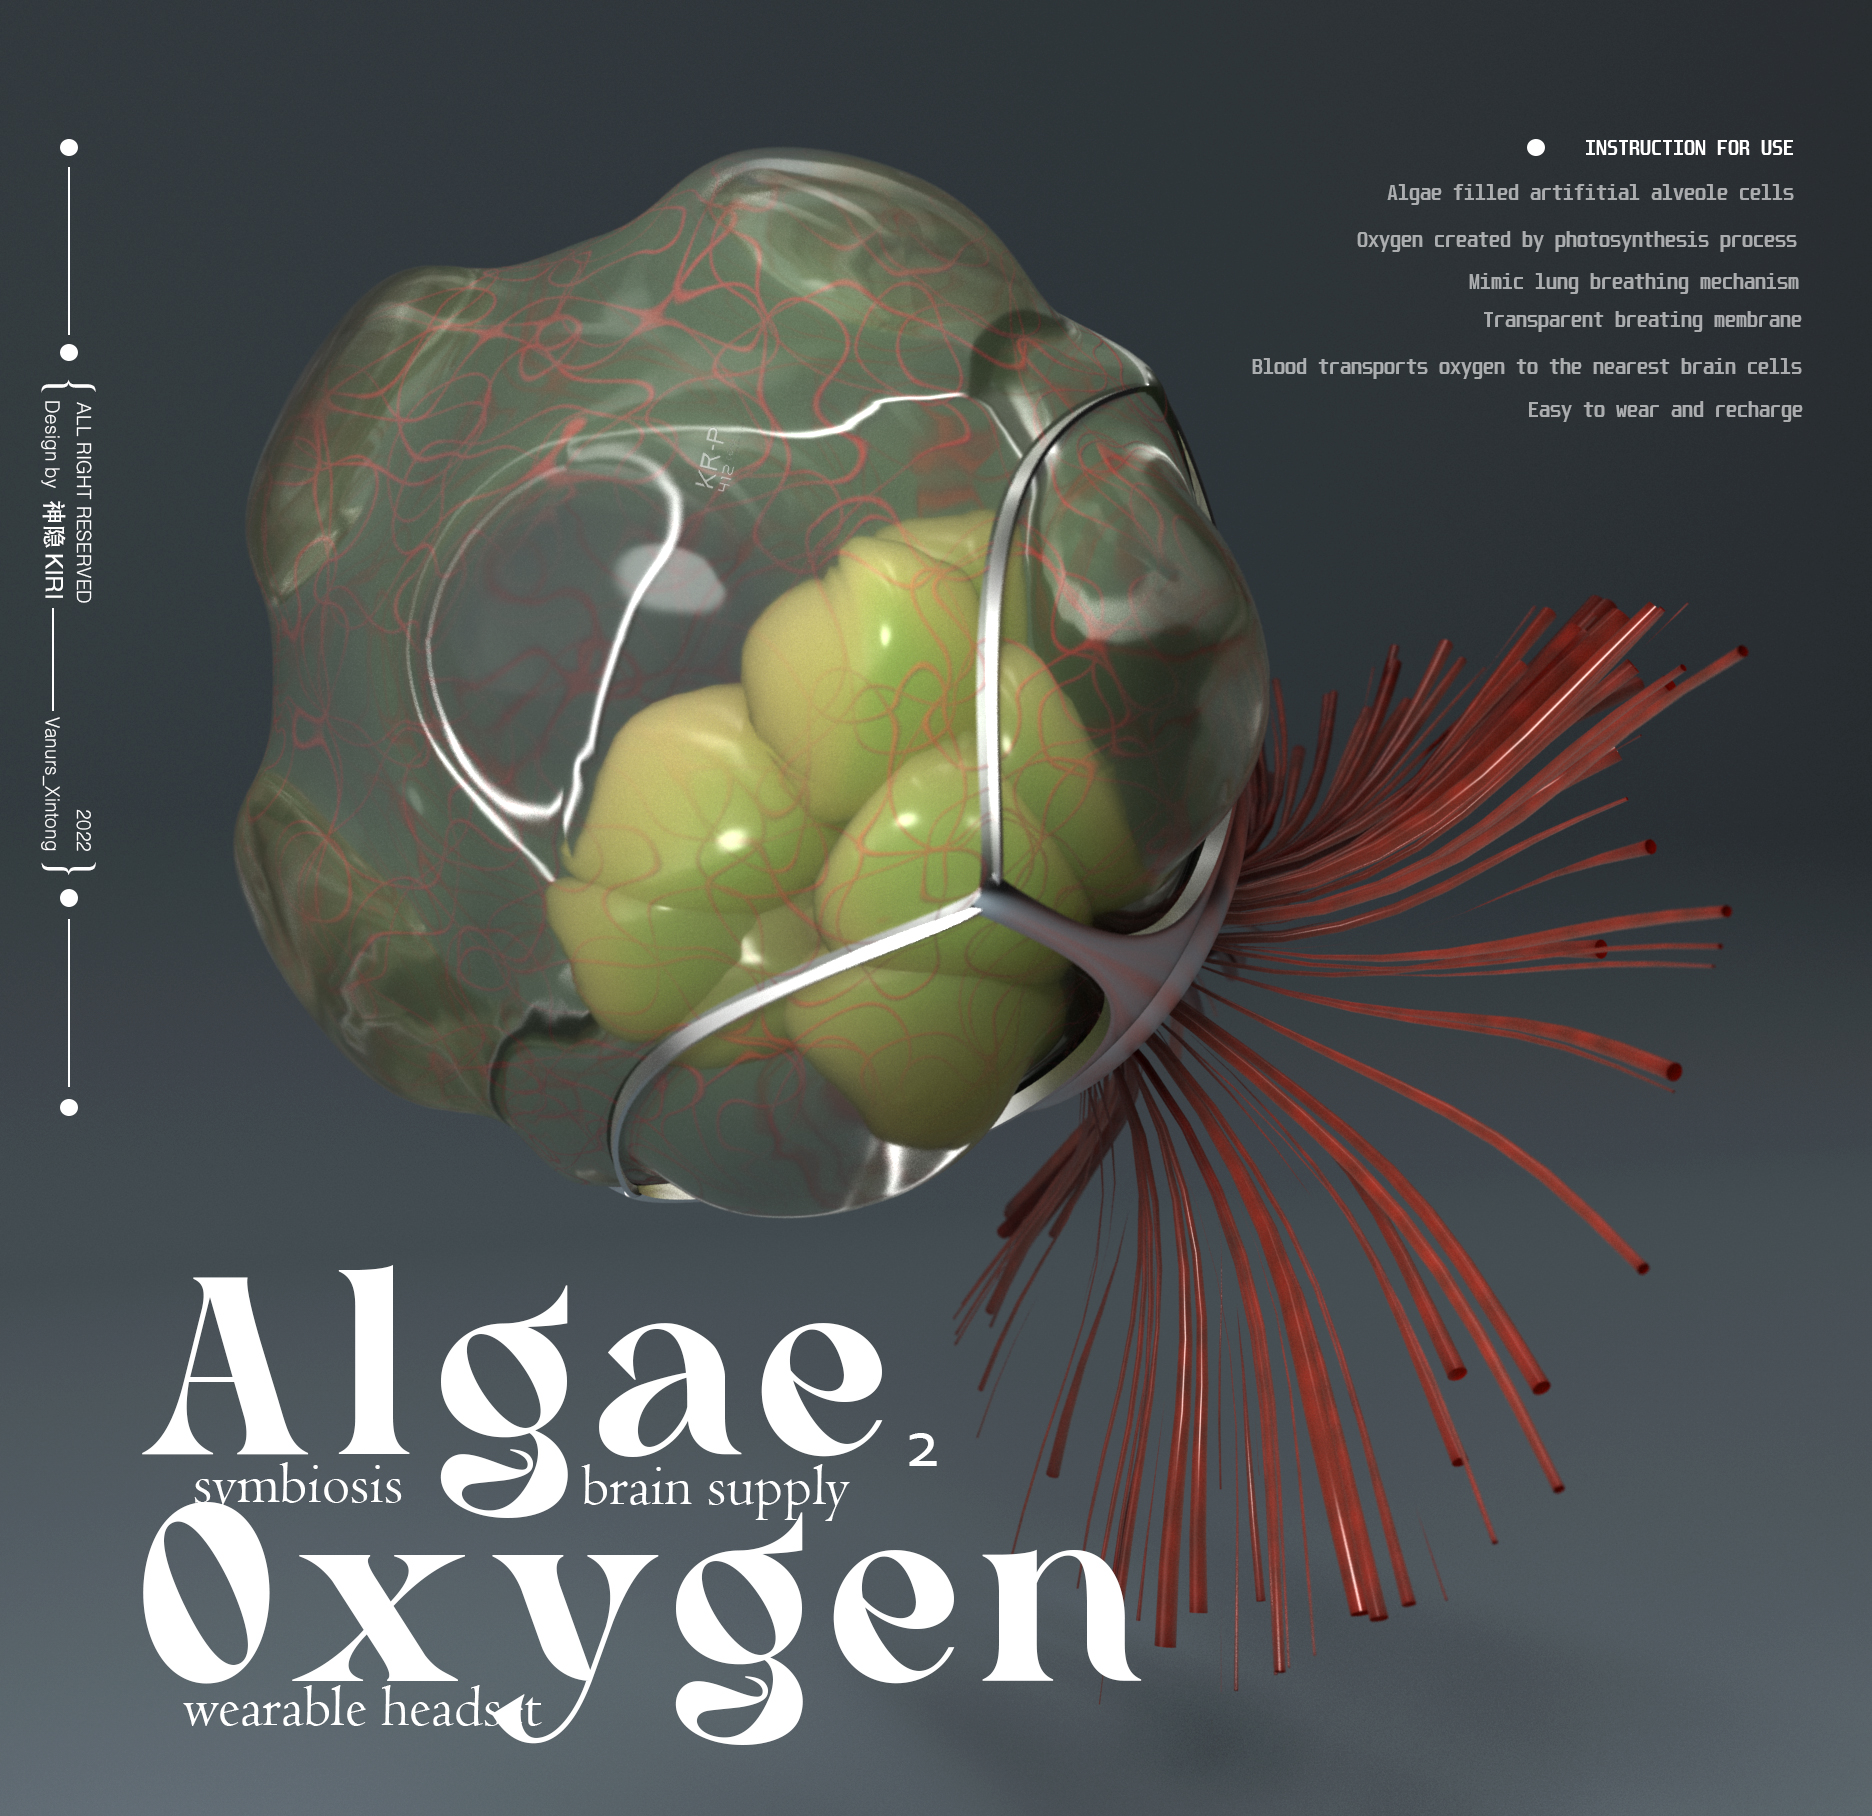 INSTRUCTION FOR USE
Algae filled artifitial alveole cells
Oxygen created by photosynthesis process
Mimic lung breathing mechanism
Transparent breating membrane
Blood transports oxygen to the nearest brain cells
Easy to wear and recharge
ALL RIGHT RESERVED 2022
Design by 神隐 KIRI Vanurs_Xintong
KR-P
412
Algae 2
symbiosis brain supply
Oxygen
wearable headset